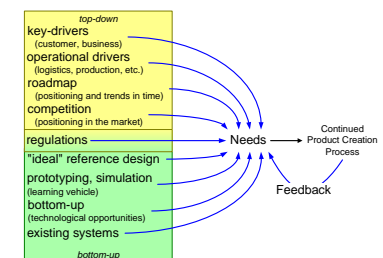 top-down
key-drivers
(customer, business)
operational drivers
(logistics, production, etc.)
roadmap
(positioning and trends in time)
competition
(positioning in the market)
regulations
"ideal" reference design
prototyping, simulation
(learning vehicle)
bottom-up
(technological opportunities)
existing systems
bottom-up
Needs
Continued
Product Creation
Process
Feedback